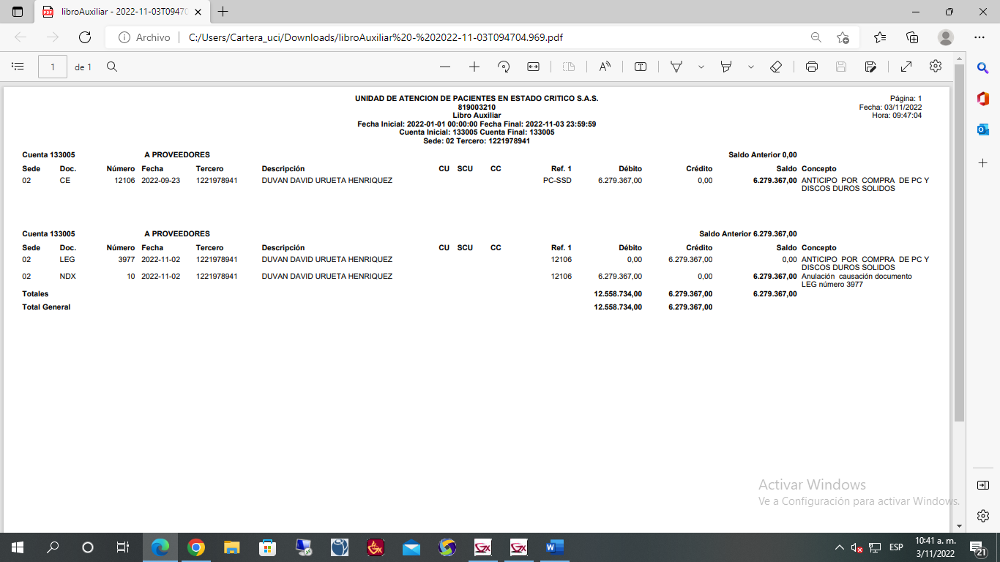 libroAuxiliar - 2022-11-03T09470
Archivo C:/Users/Cartera_uci/Downloads/libroAuxiliar%20-%202022-11-03T094704.969.pdf
1 de 1
UNIDAD DE ATENCION DE PACIENTES EN ESTADO CRITICO S.A.S. Página: 1
819003210 Fecha: 03/11/2022
Libro Auxiliar Hora: 09:47:04
Fecha Inicial: 2022-01-01 00:00:00 Fecha Final: 2022-11-03 23:59:59
Cuenta Inicial: 133005 Cuenta Final: 133005
Sede: 02 Tercero: 1221978941
Cuenta 133005 A PROVEEDORES Saldo Anterior 0,00
Sede Doc. Número Fecha Tercero Descripción CU SCU CC Ref. 1 Débito Crédito Saldo Concepto
02 CE 12106 2022-09-23 1221978941 DUVAN DAVID URUETA HENRIQUEZ PC-SSD 6.279.367,00 0,00 6.279.367,00 ANTICIPO POR COMPRA DE PC Y
DISCOS DUROS SOLIDOS
Cuenta 133005 A PROVEEDORES Saldo Anterior 6.279.367,00
Sede Doc. Número Fecha Tercero Descripción CU SCU CC Ref. 1 Débito Crédito Saldo Concepto
02 LEG 3977 2022-11-02 1221978941 DUVAN DAVID URUETA HENRIQUEZ 12106 0,00 6.279.367,00 0,00 ANTICIPO POR COMPRA DE PC Y
DISCOS DUROS SOLIDOS
02 NDX 10 2022-11-02 1221978941 DUVAN DAVID URUETA HENRIQUEZ 12106 6.279.367,00 0,00 6.279.367,00 Anulación causación documento
LEG número 3977
Totales 12.558.734,00 6.279.367,00 6.279.367,00
Total General 12.558.734,00 6.279.367,00
Activar Windows
Ve a Configuración para activar Windows.
ESP 10:41 a. m.
3/11/2022 21